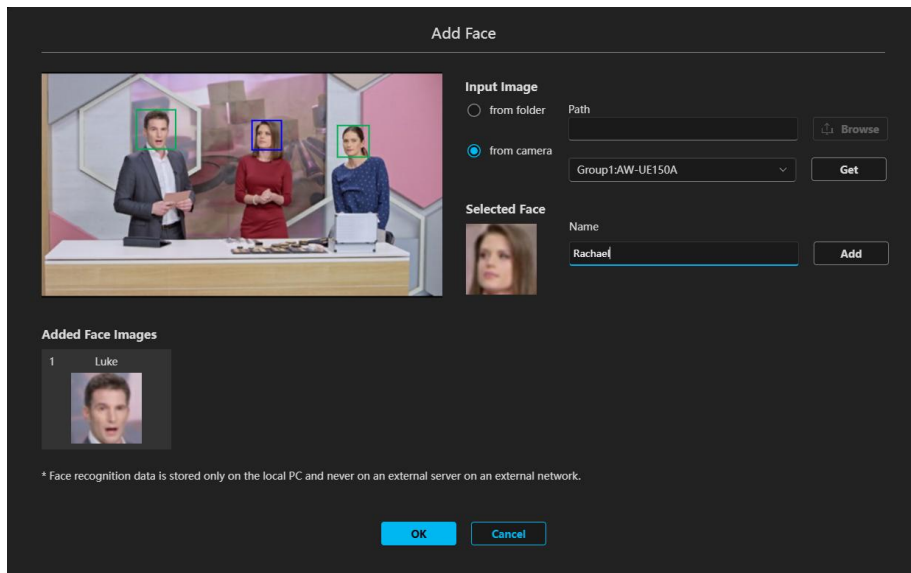 Add Face
Input Image
from folder
Path
Browse
from camera
Group1:AW-UE150A
Get
Selected Face
Name
Rachael
Add
Added Face Images
1 Luke
* Face recognition data is stored only on the local PC and never on an external server on an external network.
OK
Cancel